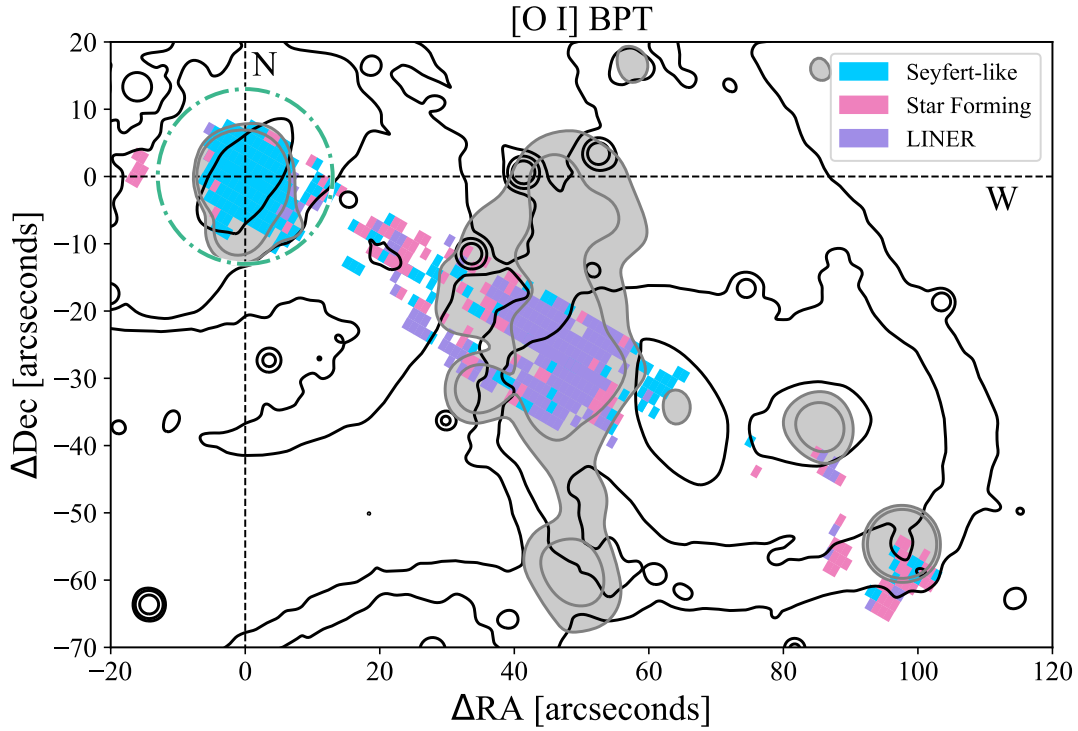 [O I] BPT
N
W
Seyfert-like
Star Forming
LINER
20
10
0
−10
−20
−30
−40
−50
−60
−70
ΔDec [arcseconds]
−20
0
20
40
60
80
100
120
ΔRA [arcseconds]